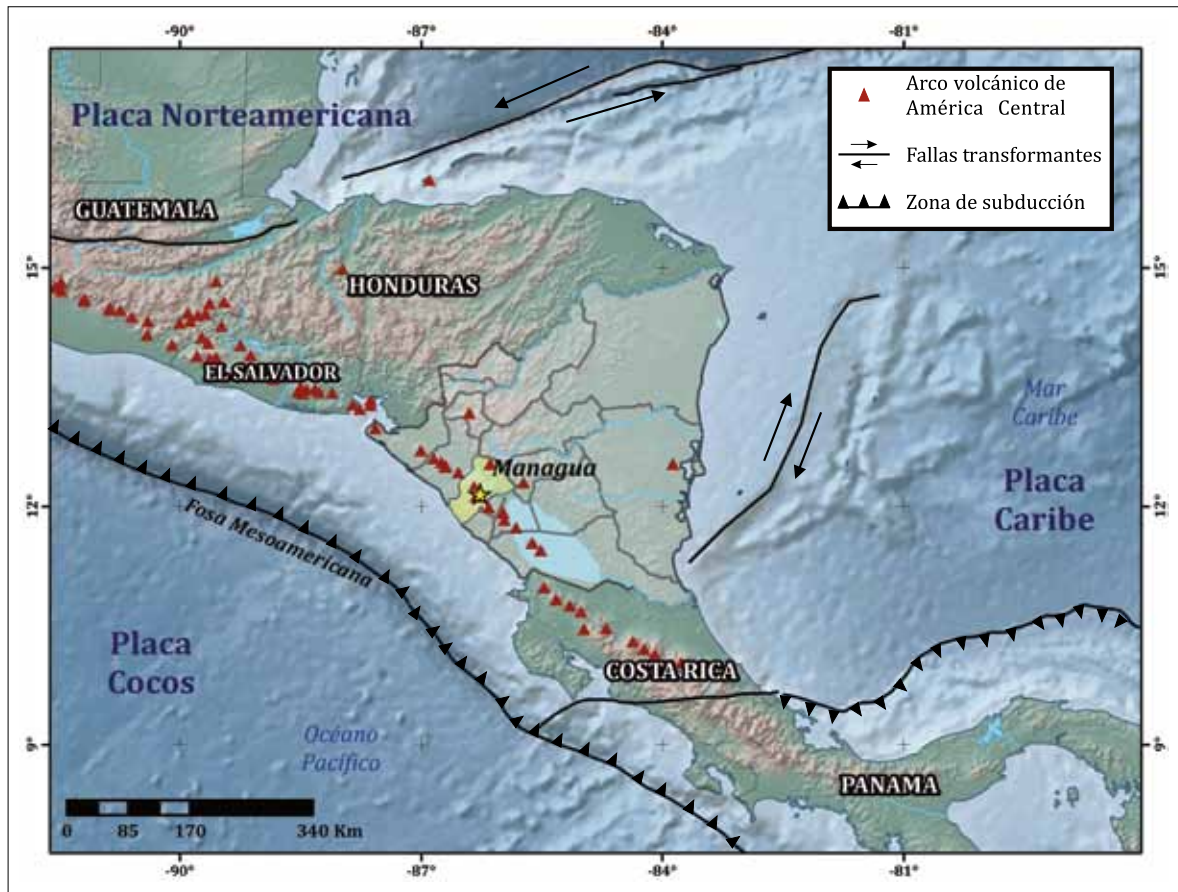 -90°
-87°
-84°
-81°
Placa Norteamericana
Arco volcánico de
América Central
Fallas transformantes
Zona de subducción
GUATEMALA
15°
15°
HONDURAS
EL SALVADOR
Mar
Caribe
Managua
12°
12°
Placa
Caribe
Fosa Mesoamericana
Placa
Cocos
COSTA RICA
Océano
Pacífico
9°
9°
PANAMA
0 85 170 340 Km
-90°
-87°
-84°
-81°